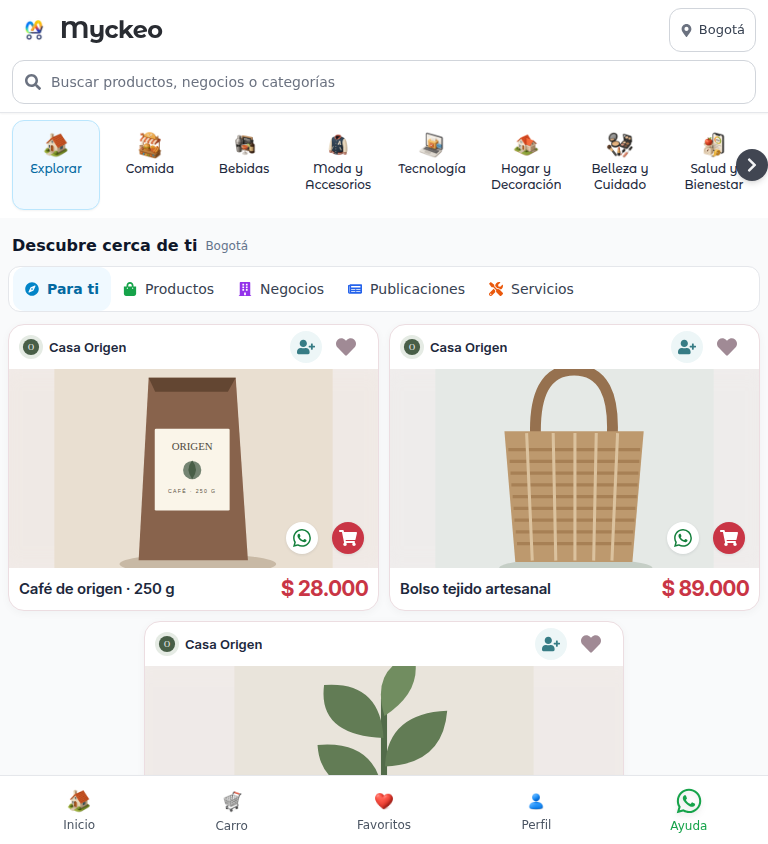 Myckeo
Bogotá
Buscar productos, negocios o categorías
Explorar
Comida
Bebidas
Moda y
Accesorios
Tecnología
Hogar y
Decoración
Belleza y
Cuidado
Salud y
Bienestar
Descubre cerca de ti Bogotá
Para ti
Productos
Negocios
Publicaciones
Servicios
O Casa Origen
ORIGEN
CAFÉ · 250 G
Café de origen · 250 g $ 28.000
O Casa Origen
Bolso tejido artesanal $ 89.000
O Casa Origen
Inicio
Carro
Favoritos
Perfil
Ayuda